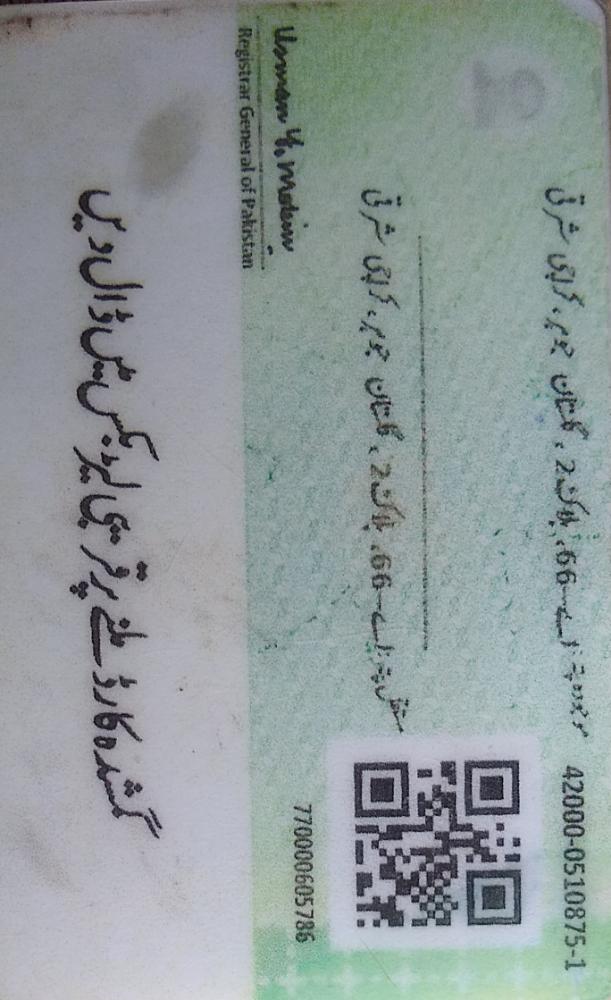 42000-0510875-1
موجودہ پتہ: اے-66، بلاک 2، گلستان جوہر، کراچی شرقی
مستقل پتہ: اے-66، بلاک 2، گلستان جوہر، کراچی شرقی
770000605786
Usman Y. Mobin
Registrar General of Pakistan
گمشدہ کارڈ ملنے پر قریبی لیٹر بکس میں ڈال دیں